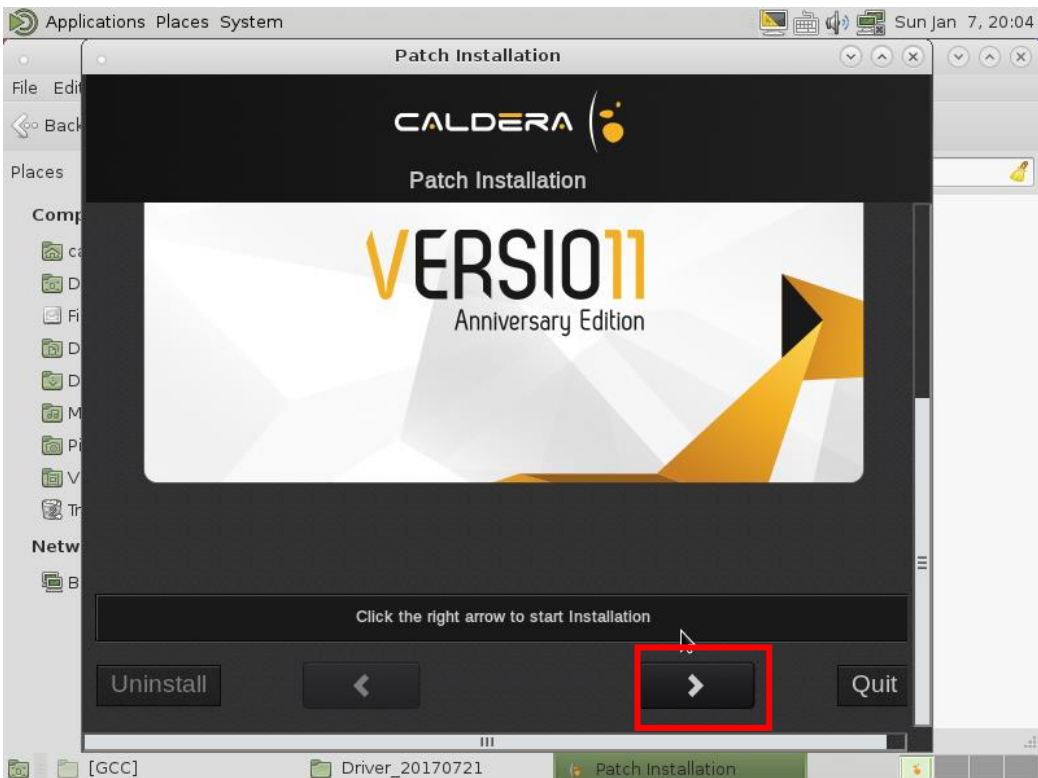 Applications Places System
Sun Jan 7, 20:04
Patch Installation
File Edit
Back
CALDERA
Patch Installation
Places
VERSIO11
Anniversary Edition
Netw
Click the right arrow to start Installation
Uninstall
Quit
[GCC]
Driver_20170721
Patch Installation